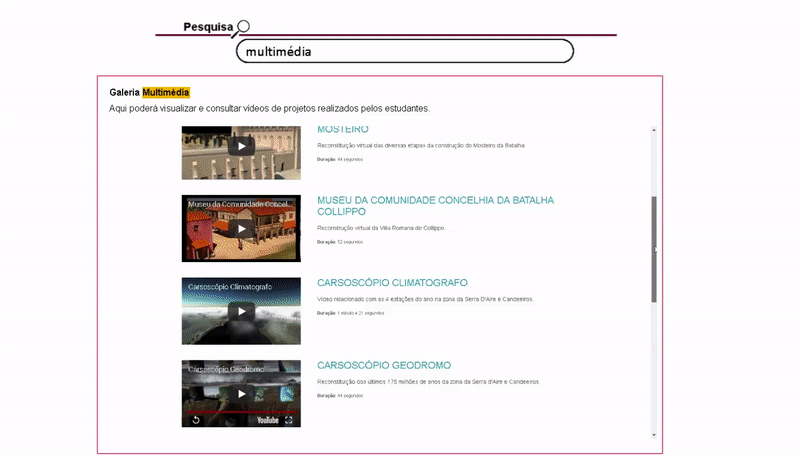 Pesquisa
multimédia
Galeria Multimédia
Aqui poderá visualizar e consultar vídeos de projetos realizados pelos estudantes.
MOSTEIRO
Reconstituição virtual das diversas etapas da construção do Mosteiro da Batalha
Duração: 44 segundos
Museu da Comunidade Concel
MUSEU DA COMUNIDADE CONCELHIA DA BATALHA
COLLIPPO
Reconstrução virtual da Villa Romana de Collippo.
Duração: 52 segundos
Carsoscópio Climatografo
CARSOSCÓPIO CLIMATOGRAFO
Vídeo relacionado com as 4 estações do ano na zona da Serra D'Aire e Candeeiros.
Duração: 1 minuto e 21 segundos
Carsoscópio Geodromo
CARSOSCÓPIO GEODROMO
Reconstituição dos últimos 175 milhões de anos da zona da Serra d'Aire e Candeeiros.
Duração: 44 segundos
YouTube